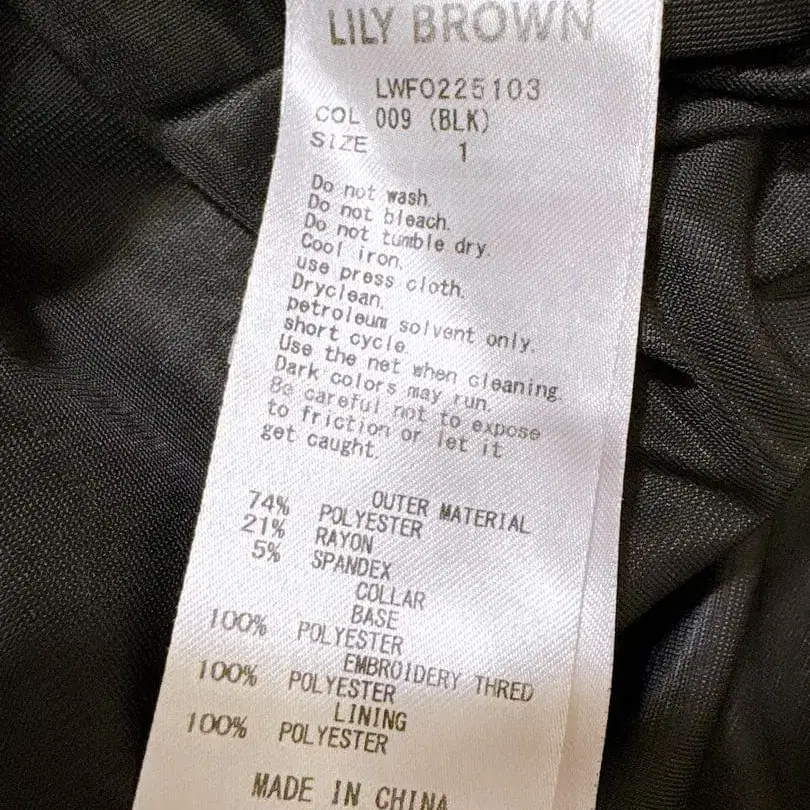 LILY BROWN
LWFO225103
COL 009 (BLK)
SIZE 1
Do not wash.
Do not bleach.
Do not tumble dry.
Cool iron.
use press cloth.
Dryclean.
petroleum solvent only.
short cycle.
Use the net when cleaning.
Dark colors may run.
Be careful not to expose
to friction or let it
get caught.
OUTER MATERIAL
74% POLYESTER
21% RAYON
5% SPANDEX
COLLAR
BASE
100% POLYESTER
EMBROIDERY THRED
100% POLYESTER
LINING
100% POLYESTER
MADE IN CHINA